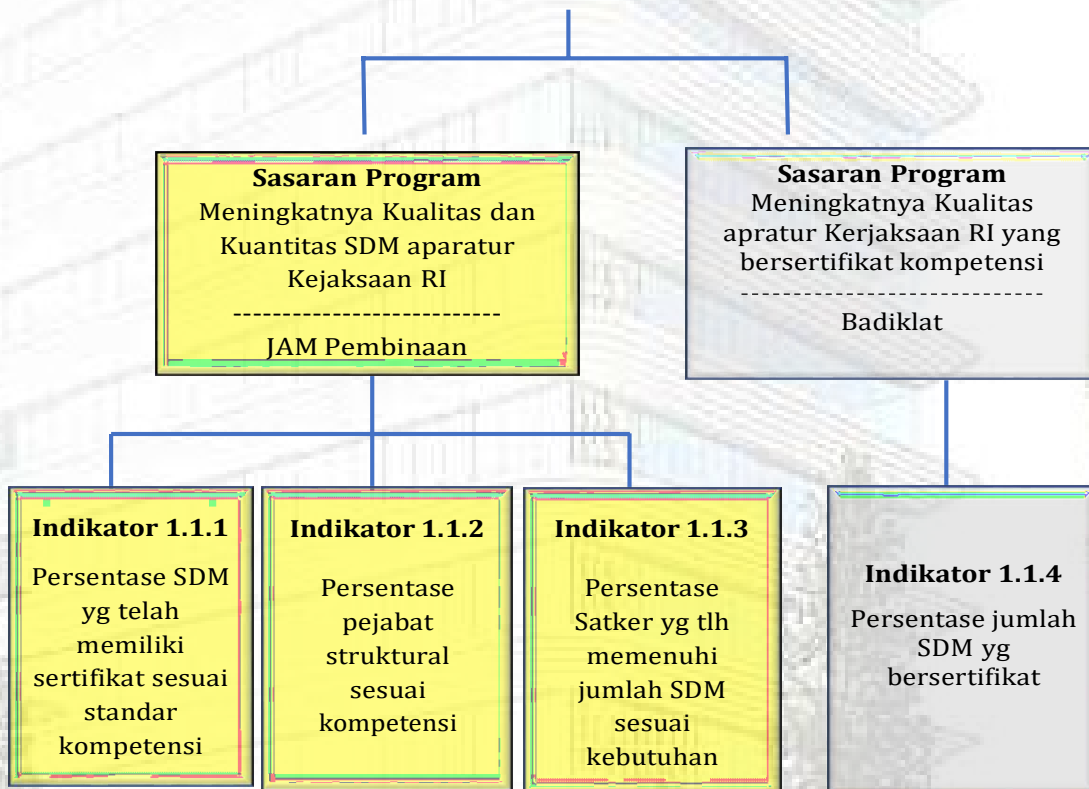 Sasaran Program
Meningkatnya Kualitas dan
Kuantitas SDM aparatur
Kejaksaan RI
---------------------------
JAM Pembinaan
Sasaran Program
Meningkatnya Kualitas
apratur Kerjaksaan RI yang
bersertifikat kompetensi
------------------------------
Badiklat
Indikator 1.1.1
Persentase SDM
yg telah
memiliki
sertifikat sesuai
standar
kompetensi
Indikator 1.1.2
Persentase
pejabat
struktural
sesuai
kompetensi
Indikator 1.1.3
Persentase
Satker yg tlh
memenuhi
jumlah SDM
sesuai
kebutuhan
Indikator 1.1.4
Persentase jumlah
SDM yg
bersertifikat